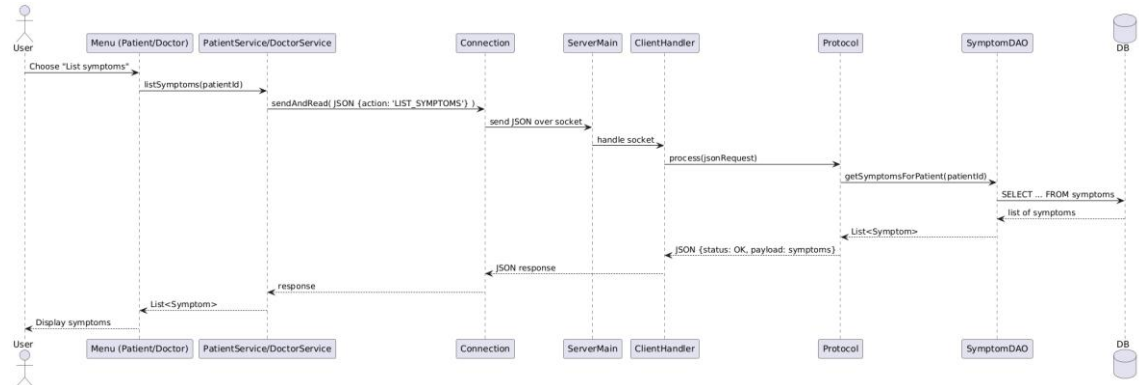 User
Menu (Patient/Doctor)
PatientService/DoctorService
Connection
ServerMain
ClientHandler
Protocol
SymptomDAO
DB
Choose "List symptoms"
listSymptoms(patientId)
sendAndRead( JSON {action: 'LIST_SYMPTOMS'} )
send JSON over socket
handle socket
process(jsonRequest)
getSymptomsForPatient(patientId)
SELECT ... FROM symptoms
list of symptoms
List<Symptom>
JSON {status: OK, payload: symptoms}
JSON response
response
List<Symptom>
Display symptoms
User
Menu (Patient/Doctor)
PatientService/DoctorService
Connection
ServerMain
ClientHandler
Protocol
SymptomDAO
DB